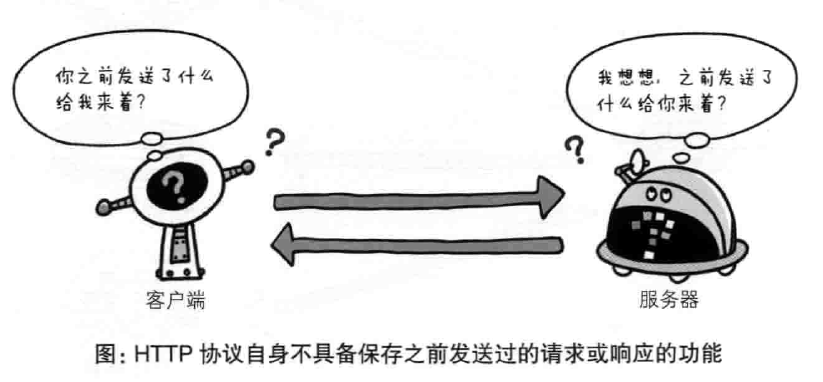 你之前发送了什么
给我来着?
我想想,之前发送了
什么给你来着?
?
?
?
客户端
服务器
图:HTTP 协议自身不具备保存之前发送过的请求或响应的功能